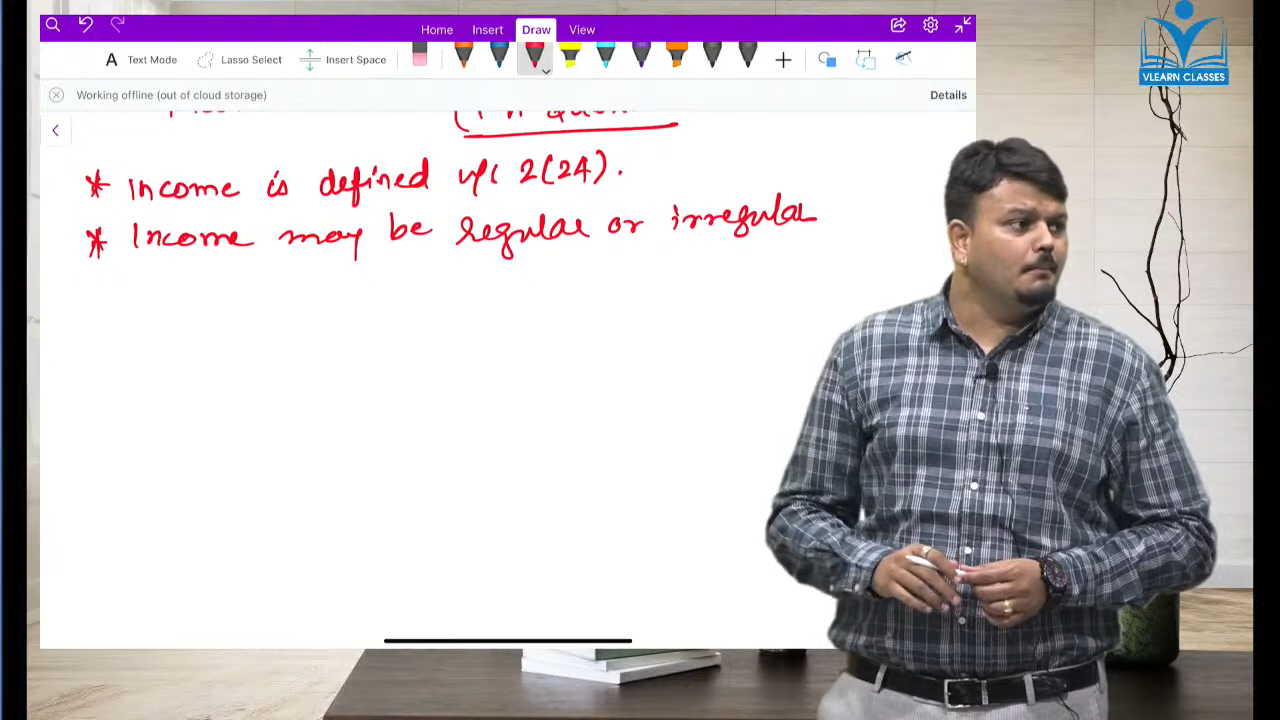 Home Insert Draw View
VLEARN CLASSES
A Text Mode Lasso Select Insert Space
Working offline (out of cloud storage) Details
* Income is defined u/s 2(24).
* Income may be regular or irregular